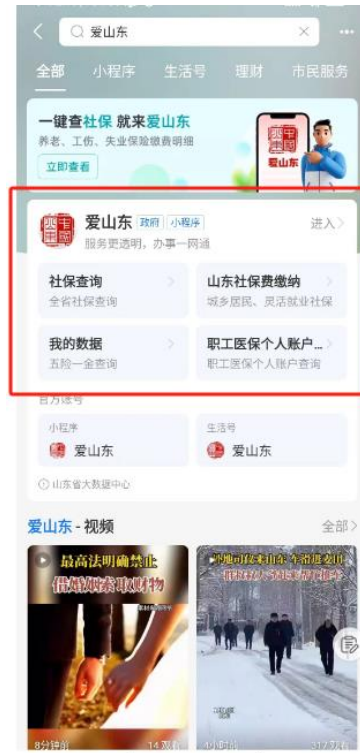 爱山东
全部 小程序 生活号 理财 市民服务
一键查社保 就来爱山东
养老、工伤、失业保险缴费明细
立即查看
爱山东
爱山东 政府 小程序 进入
服务更透明，办事一网通
社保查询
全省社保查询
山东社保费缴纳
城乡居民、灵活就业社保
我的数据
五险一金查询
职工医保个人账户...
职工医保个人账户查询
官方账号
小程序
爱山东
生活号
爱山东
山东省大数据中心
爱山东 - 视频 全部
最高法明确禁止
借婚姻索取财物
8分钟前
4小时前